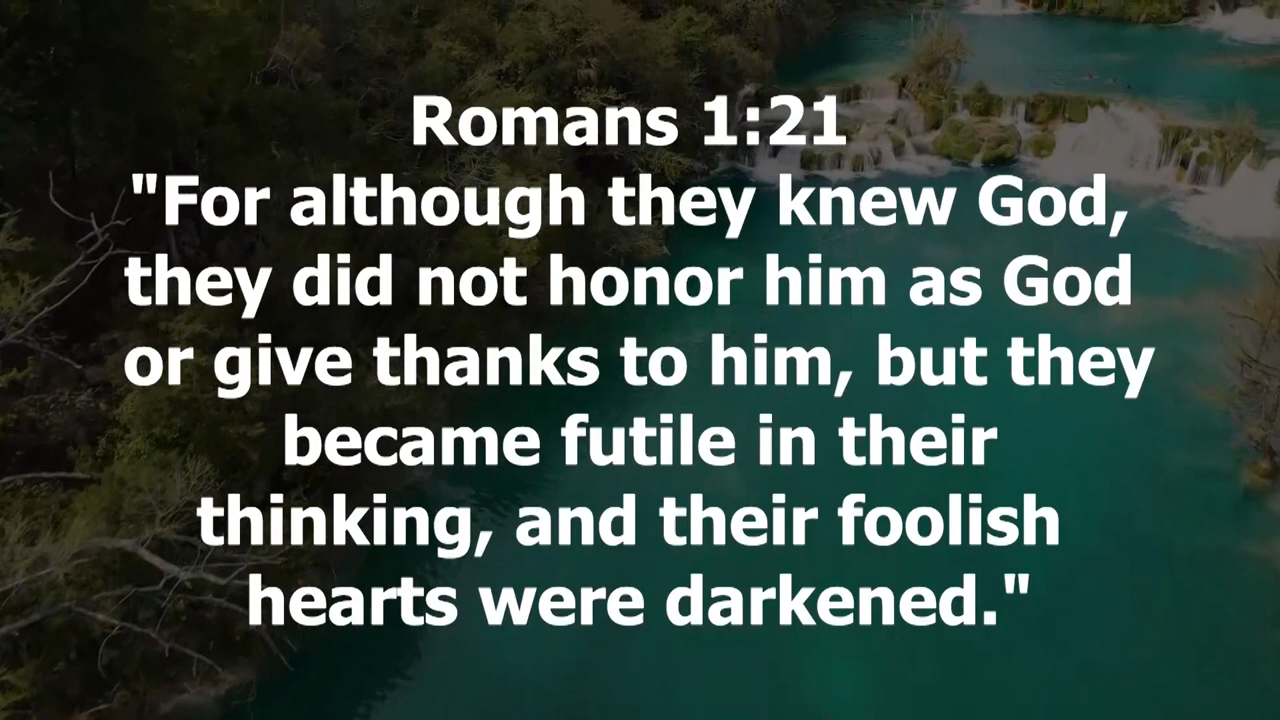 Romans 1:21
"For although they knew God,
they did not honor him as God
or give thanks to him, but they
became futile in their
thinking, and their foolish
hearts were darkened."